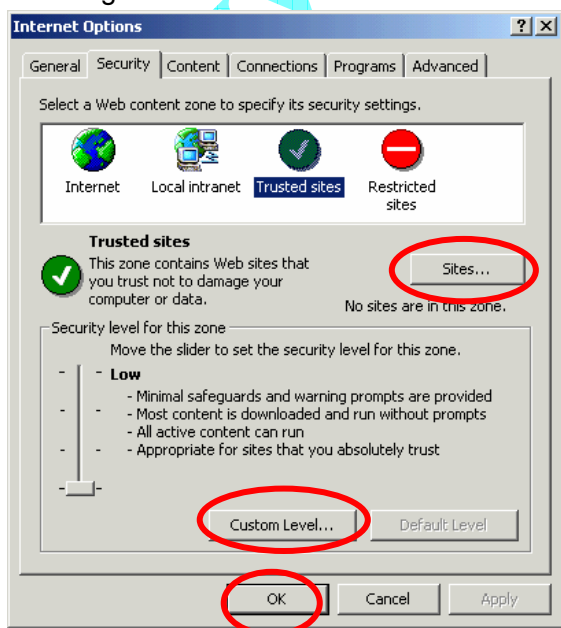 Internet Options
General Security Content Connections Programs Advanced
Select a Web content zone to specify its security settings.
Internet Local intranet Trusted sites Restricted
sites
Trusted sites
This zone contains Web sites that
you trust not to damage your
computer or data.
Sites...
No sites are in this zone.
Security level for this zone
Move the slider to set the security level for this zone.
Low
- Minimal safeguards and warning prompts are provided
- Most content is downloaded and run without prompts
- All active content can run
- Appropriate for sites that you absolutely trust
Custom Level... Default Level
OK Cancel Apply